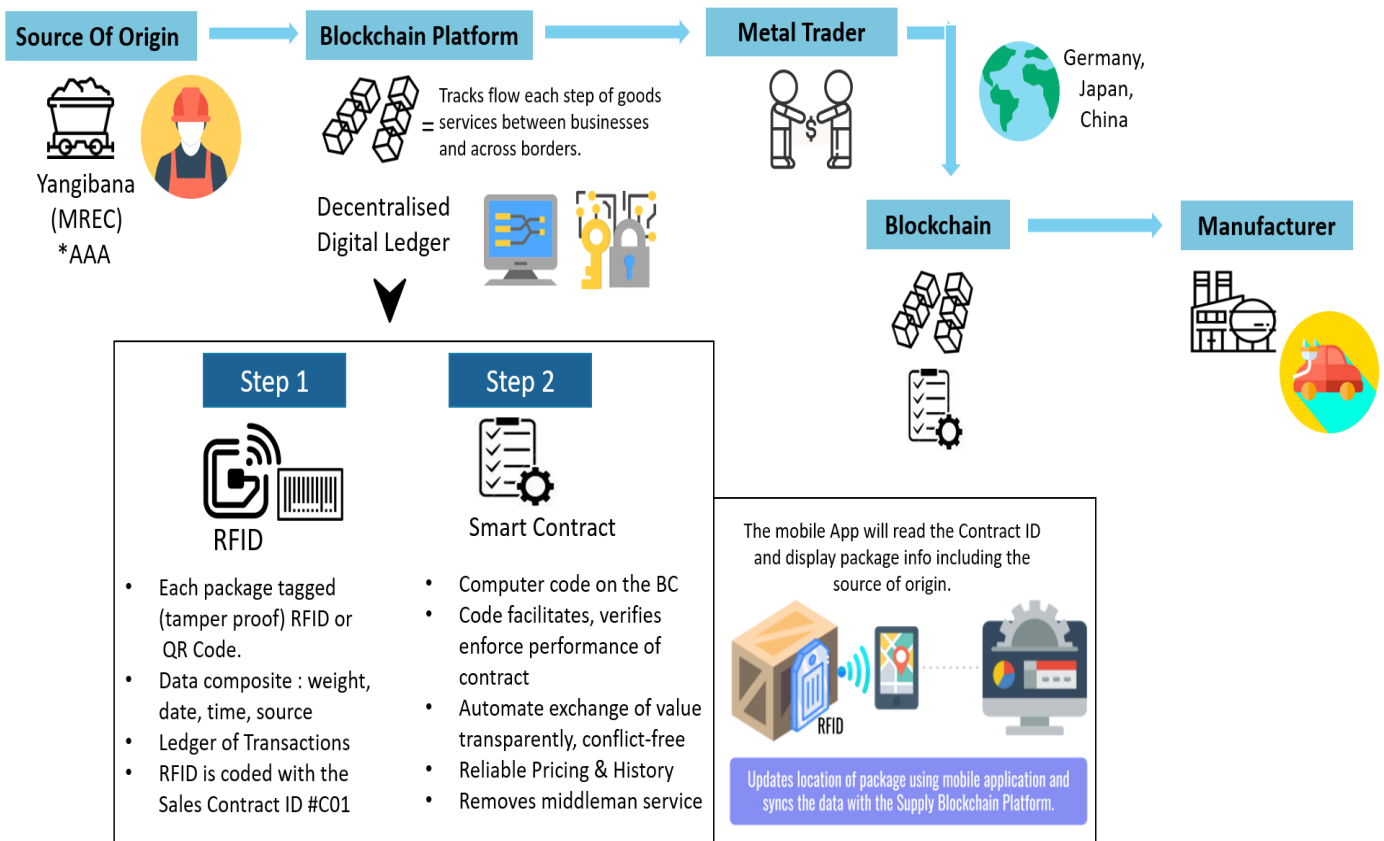 Source Of Origin
Blockchain Platform
Metal Trader
Germany,
Japan,
China
Yangibana
(MREC)
*AAA
= Tracks flow each step of goods
services between businesses
and across borders.
Decentralised
Digital Ledger
$
Blockchain
Manufacturer
Step 1
RFID
• Each package tagged
(tamper proof) RFID or
QR Code.
• Data composite : weight,
date, time, source
• Ledger of Transactions
• RFID is coded with the
Sales Contract ID #C01
Step 2
Smart Contract
• Computer code on the BC
• Code facilitates, verifies
enforce performance of
contract
• Automate exchange of value
transparently, conflict-free
• Reliable Pricing & History
• Removes middleman service
The mobile App will read the Contract ID
and display package info including the
source of origin.
RFID
Updates location of package using mobile application and
syncs the data with the Supply Blockchain Platform.